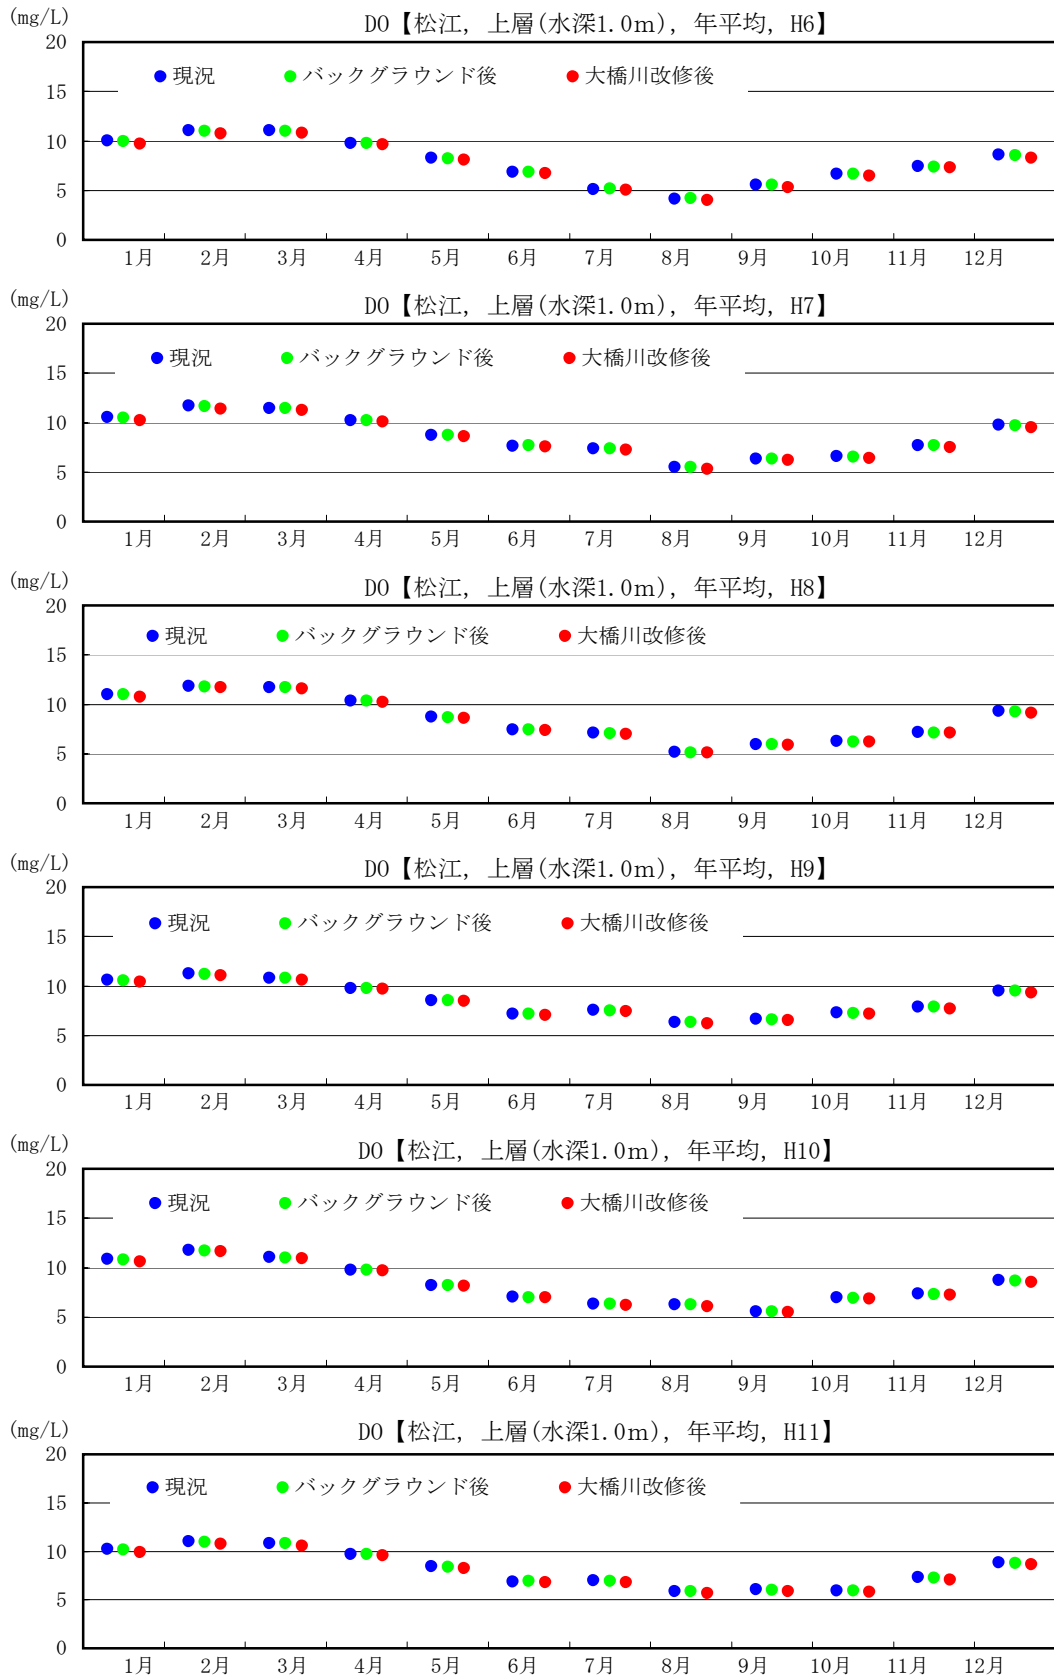 (mg/L)
DO【松江, 上層(水深1.0m), 年平均, H6】
20
● 現況 ● バックグラウンド後 ● 大橋川改修後
15
10
5
0
1月 2月 3月 4月 5月 6月 7月 8月 9月 10月 11月 12月
(mg/L)
DO【松江, 上層(水深1.0m), 年平均, H7】
20
● 現況 ● バックグラウンド後 ● 大橋川改修後
15
10
5
0
1月 2月 3月 4月 5月 6月 7月 8月 9月 10月 11月 12月
(mg/L)
DO【松江, 上層(水深1.0m), 年平均, H8】
20
● 現況 ● バックグラウンド後 ● 大橋川改修後
15
10
5
0
1月 2月 3月 4月 5月 6月 7月 8月 9月 10月 11月 12月
(mg/L)
DO【松江, 上層(水深1.0m), 年平均, H9】
20
● 現況 ● バックグラウンド後 ● 大橋川改修後
15
10
5
0
1月 2月 3月 4月 5月 6月 7月 8月 9月 10月 11月 12月
(mg/L)
DO【松江, 上層(水深1.0m), 年平均, H10】
20
● 現況 ● バックグラウンド後 ● 大橋川改修後
15
10
5
0
1月 2月 3月 4月 5月 6月 7月 8月 9月 10月 11月 12月
(mg/L)
DO【松江, 上層(水深1.0m), 年平均, H11】
20
● 現況 ● バックグラウンド後 ● 大橋川改修後
15
10
5
0
1月 2月 3月 4月 5月 6月 7月 8月 9月 10月 11月 12月